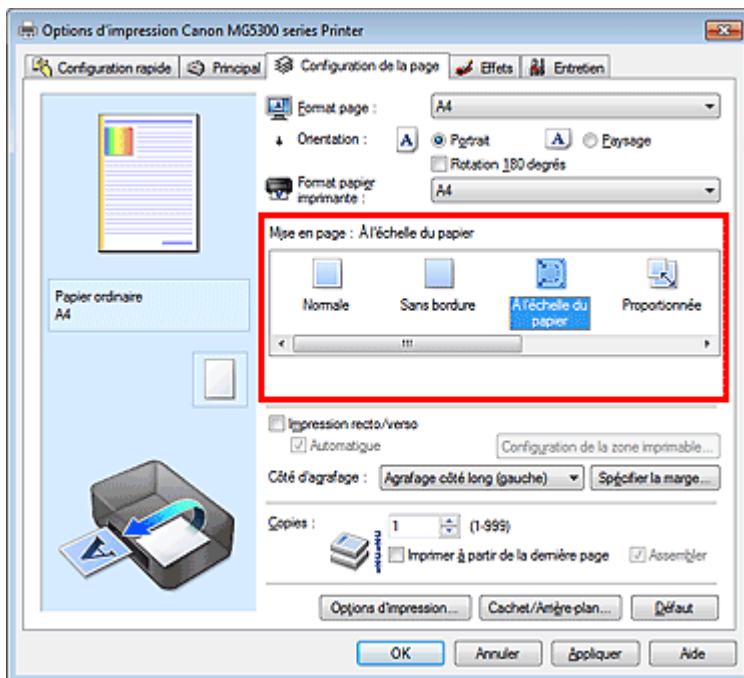 Options d'impression Canon MG5300 series Printer
Configuration rapide Principal Configuration de la page Effets Entretien
Format page : A4
Orientation : A Portrait A Paysage
Rotation 180 degrés
Format papier
imprimante : A4
Mise en page : À l'échelle du papier
Normale Sans bordure À l'échelle du
papier Proportionnée
Papier ordinaire
A4
Impression recto/verso
Automatique Configuration de la zone imprimable...
Côté d'agrafage : Agrafage côté long (gauche) Spécifier la marge...
Copies : 1 (1-999)
Imprimer à partir de la dernière page Assembler
A
Options d'impression... Cachet/Arrière-plan... Défaut
OK Annuler Appliquer Aide